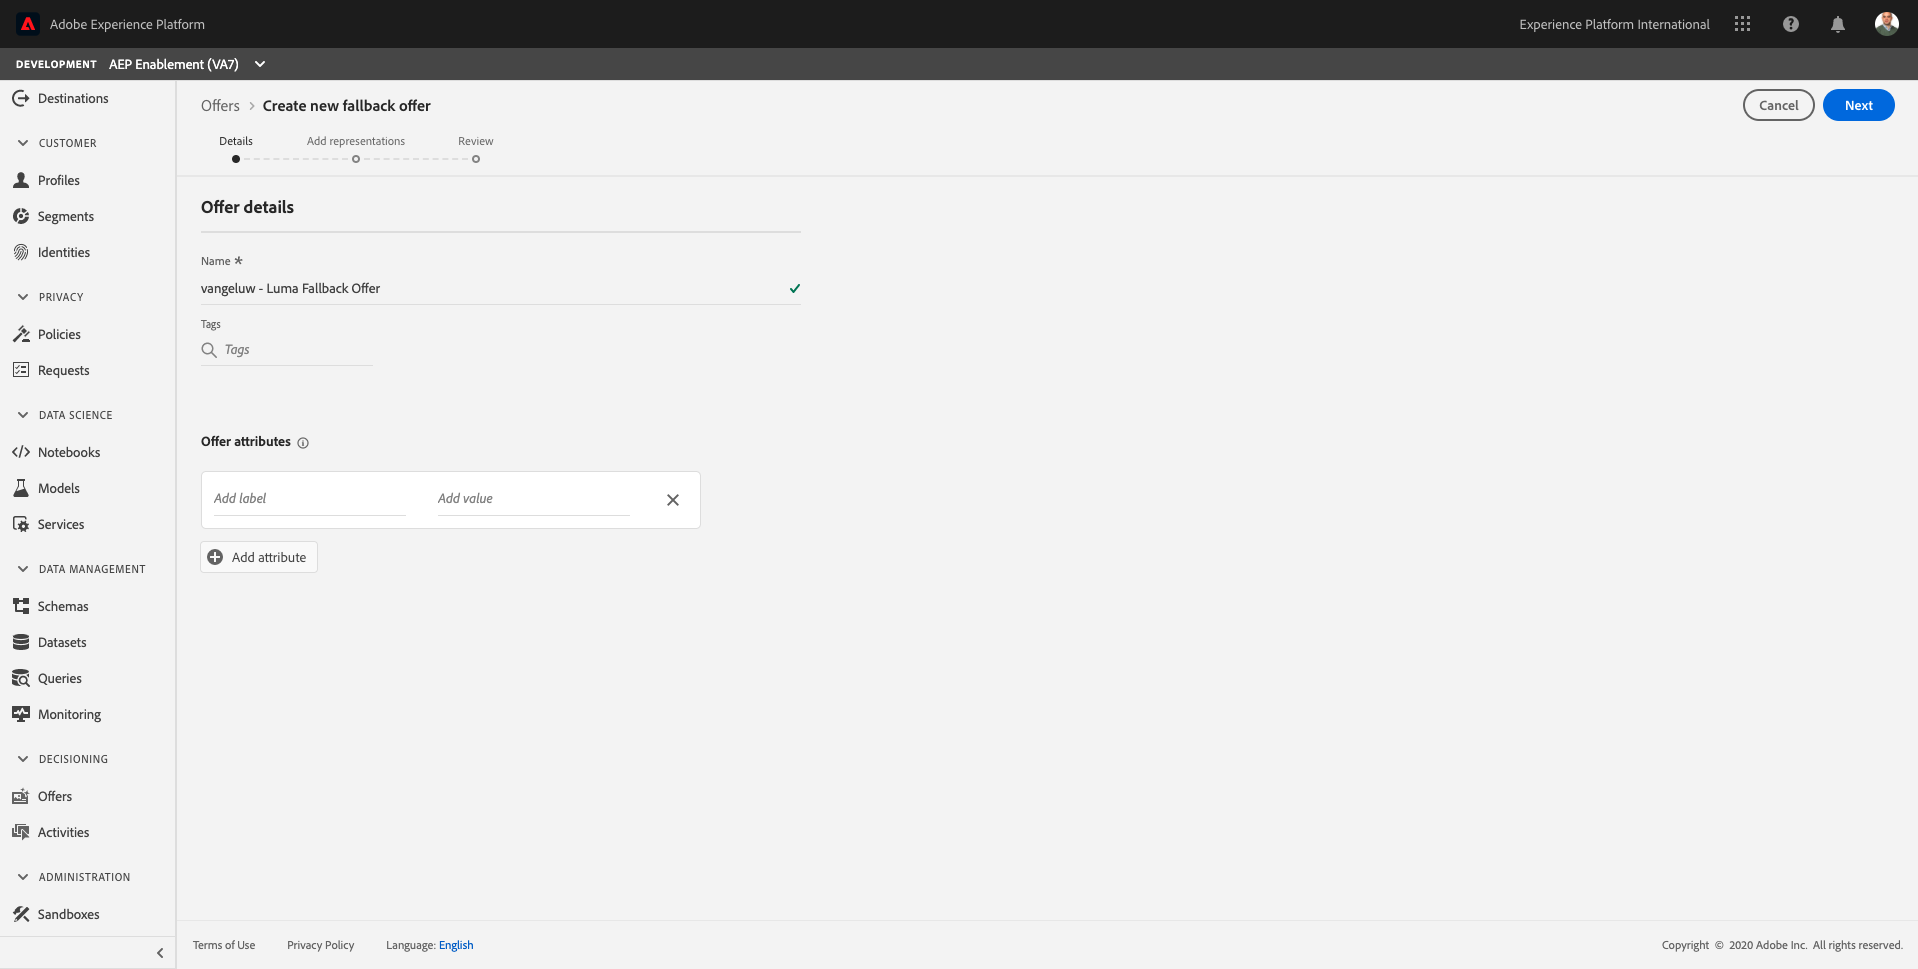 Adobe Experience Platform
Experience Platform International
DEVELOPMENT AEP Enablement (VA7)
Destinations
CUSTOMER
Profiles
Segments
Identities
PRIVACY
Policies
Requests
DATA SCIENCE
Notebooks
Models
Services
DATA MANAGEMENT
Schemas
Datasets
Queries
Monitoring
DECISIONING
Offers
Activities
ADMINISTRATION
Sandboxes
Offers > Create new fallback offer
Cancel
Next
Details
Add representations
Review
Offer details
Name *
vangeluw - Luma Fallback Offer
Tags
Tags
Offer attributes
Add label
Add value
Add attribute
Terms of Use
Privacy Policy
Language: English
Copyright © 2020 Adobe Inc. All rights reserved.